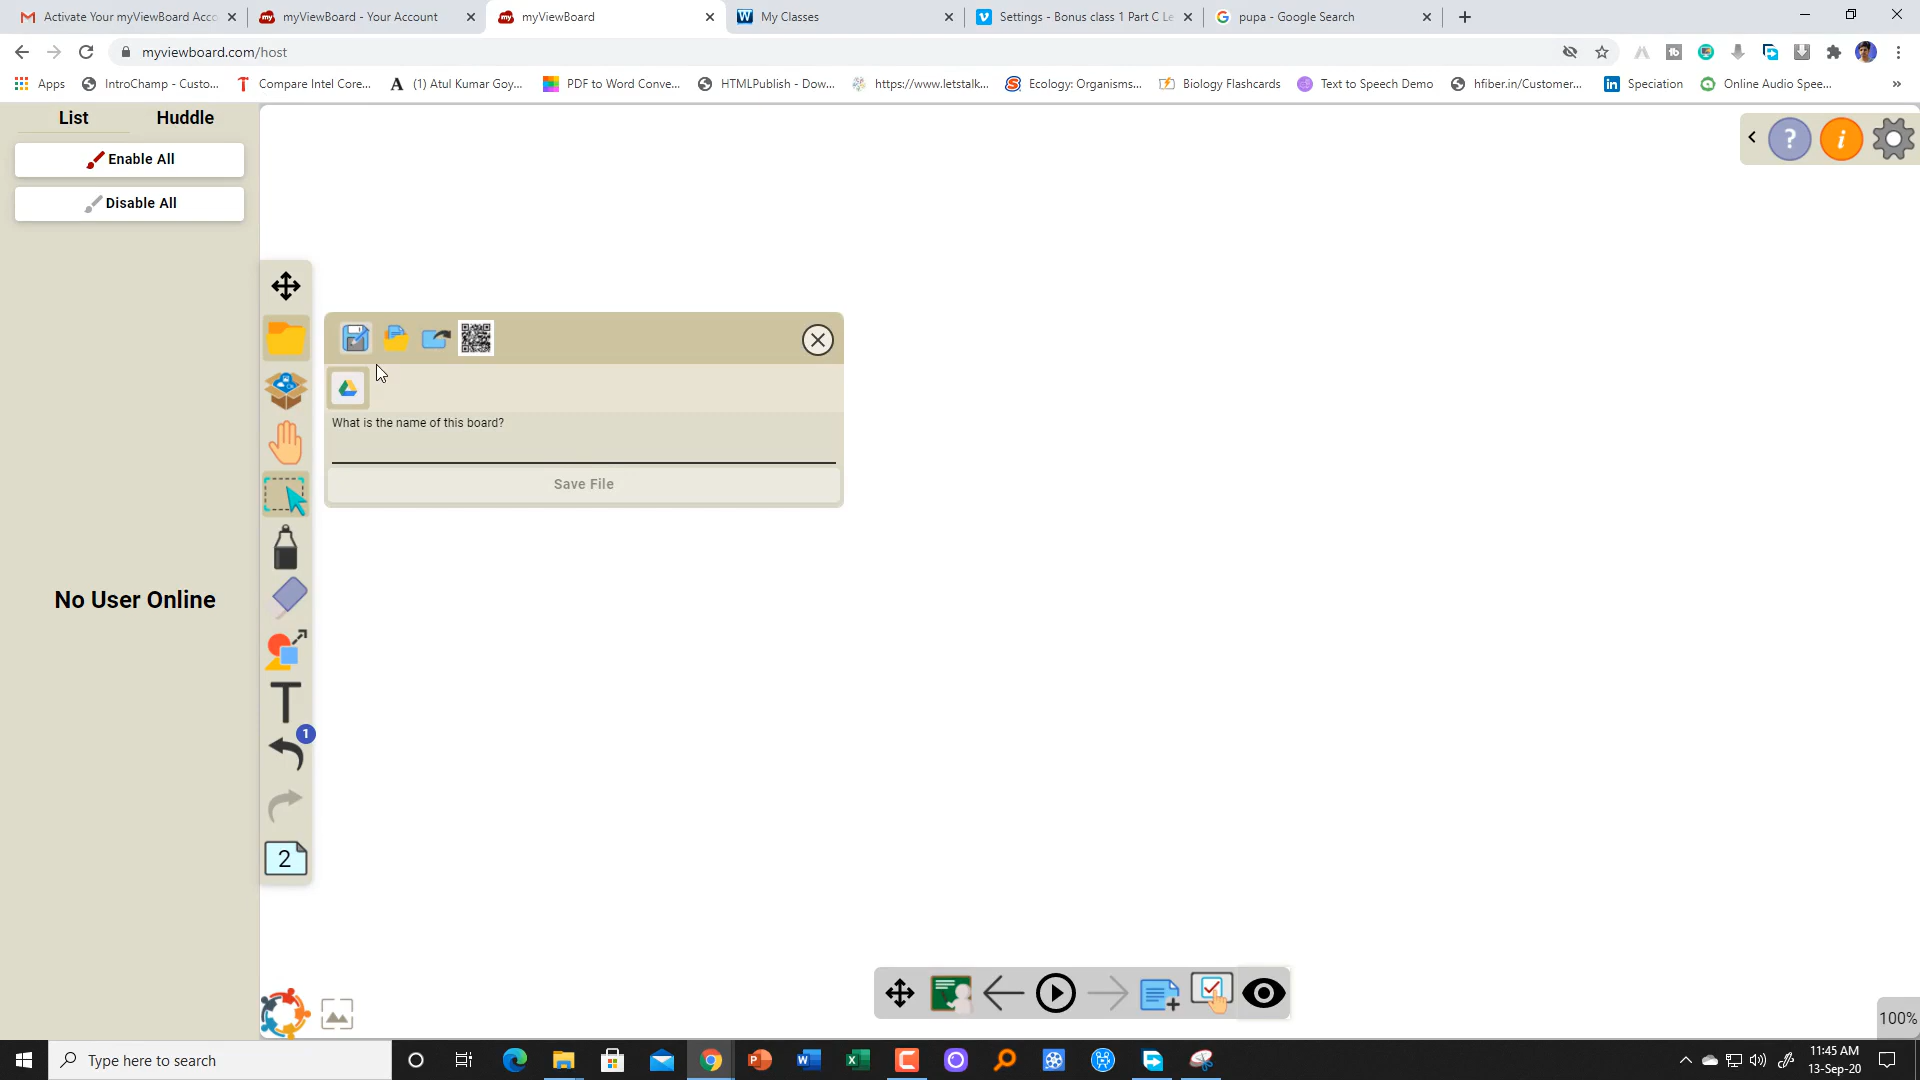 Activate Your myViewBoard Acco
myViewBoard - Your Account
myViewBoard
My Classes
Settings - Bonus class 1 Part C Le
pupa - Google Search
myviewboard.com/host
Apps
IntroChamp - Custo...
Compare Intel Core...
(1) Atul Kumar Goy...
PDF to Word Conve...
HTMLPublish - Dow...
https://www.letstalk...
Ecology: Organisms...
Biology Flashcards
Text to Speech Demo
hfiber.in/Customer...
Speciation
Online Audio Spee...
List
Huddle
Enable All
Disable All
What is the name of this board?
Save File
No User Online
1
2
100%
Type here to search
11:45 AM
13-Sep-20